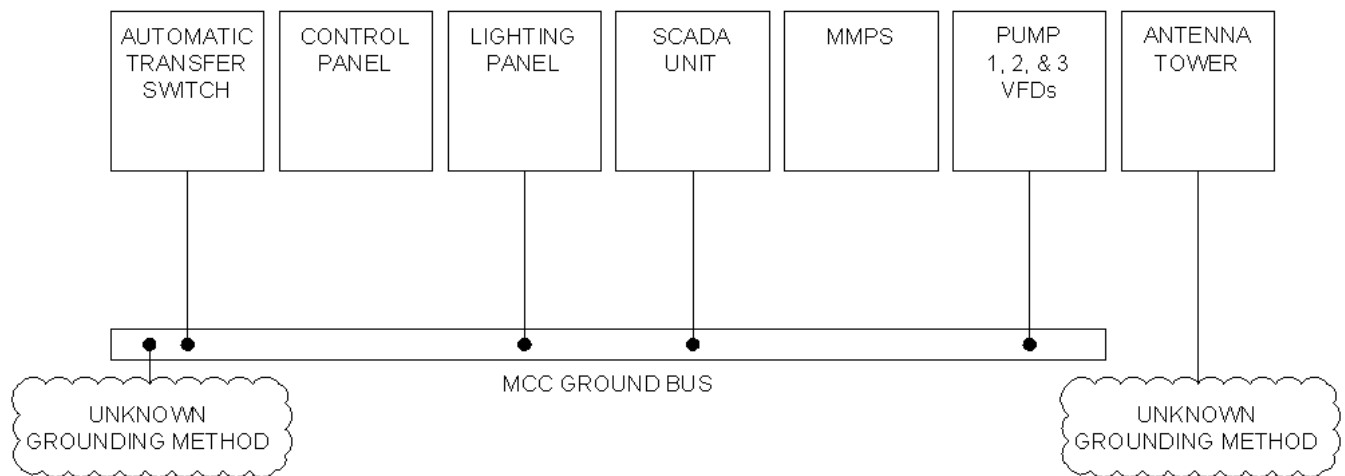 AUTOMATIC
TRANSFER
SWITCH
CONTROL
PANEL
LIGHTING
PANEL
SCADA
UNIT
MMPS
PUMP
1, 2, & 3
VFDs
ANTENNA
TOWER
MCC GROUND BUS
UNKNOWN
GROUNDING METHOD
UNKNOWN
GROUNDING METHOD